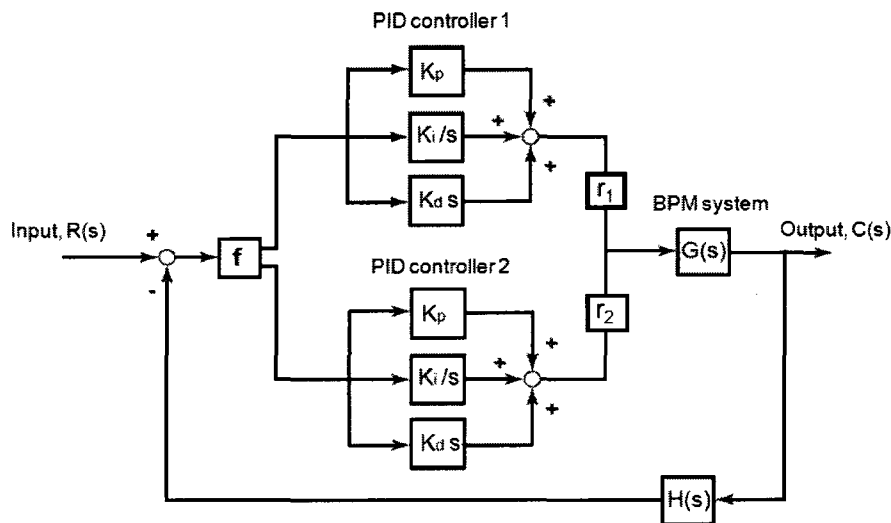 PID controller 1
Kp
+
Ki /s
+
+
Kd s
r1
BPM system
Input, R(s)
+
f
G(s)
Output, C(s)
-
PID controller 2
r2
Kp
+
Ki /s
+
+
Kd s
H(s)